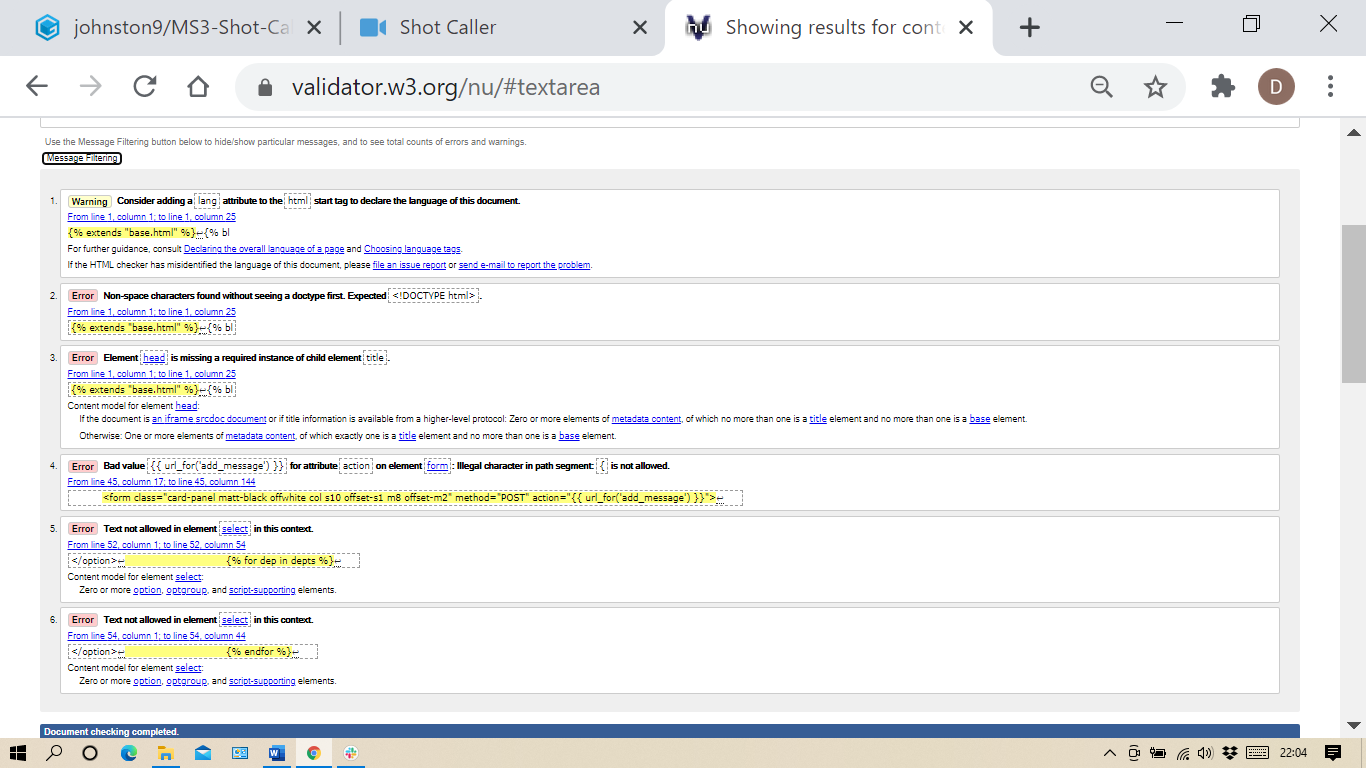 johnston9/MS3-Shot-Cal
Shot Caller
Showing results for cont
validator.w3.org/nu/#textarea
D
Use the Message Filtering button below to hide/show particular messages, and to see total counts of errors and warnings.
Message Filtering
1. Warning Consider adding a lang attribute to the html start tag to declare the language of this document.
From line 1, column 1; to line 1, column 25
{% extends "base.html" %}↩{% bl
For further guidance, consult Declaring the overall language of a page and Choosing language tags.
If the HTML checker has misidentified the language of this document, please file an issue report or send e-mail to report the problem.
2. Error Non-space characters found without seeing a doctype first. Expected <!DOCTYPE html>.
From line 1, column 1; to line 1, column 25
{% extends "base.html" %}↩{% bl
3. Error Element head is missing a required instance of child element title.
From line 1, column 1; to line 1, column 25
{% extends "base.html" %}↩{% bl
Content model for element head:
If the document is an iframe srcdoc document or if title information is available from a higher-level protocol: Zero or more elements of metadata content, of which no more than one is a title element and no more than one is a base element.
Otherwise: One or more elements of metadata content, of which exactly one is a title element and no more than one is a base element.
4. Error Bad value {{ url_for('add_message') }} for attribute action on element form: Illegal character in path segment: { is not allowed.
From line 45, column 17; to line 45, column 144
<form class="card-panel matt-black offwhite col s10 offset-s1 m8 offset-m2" method="POST" action="{{ url_for('add_message') }}">↩
5. Error Text not allowed in element select in this context.
From line 52, column 1; to line 52, column 54
</option>↩ {% for dep in depts %}↩
Content model for element select:
Zero or more option, optgroup, and script-supporting elements.
6. Error Text not allowed in element select in this context.
From line 54, column 1; to line 54, column 44
</option>↩ {% endfor %}↩
Content model for element select:
Zero or more option, optgroup, and script-supporting elements.
Document checking completed.
22:04